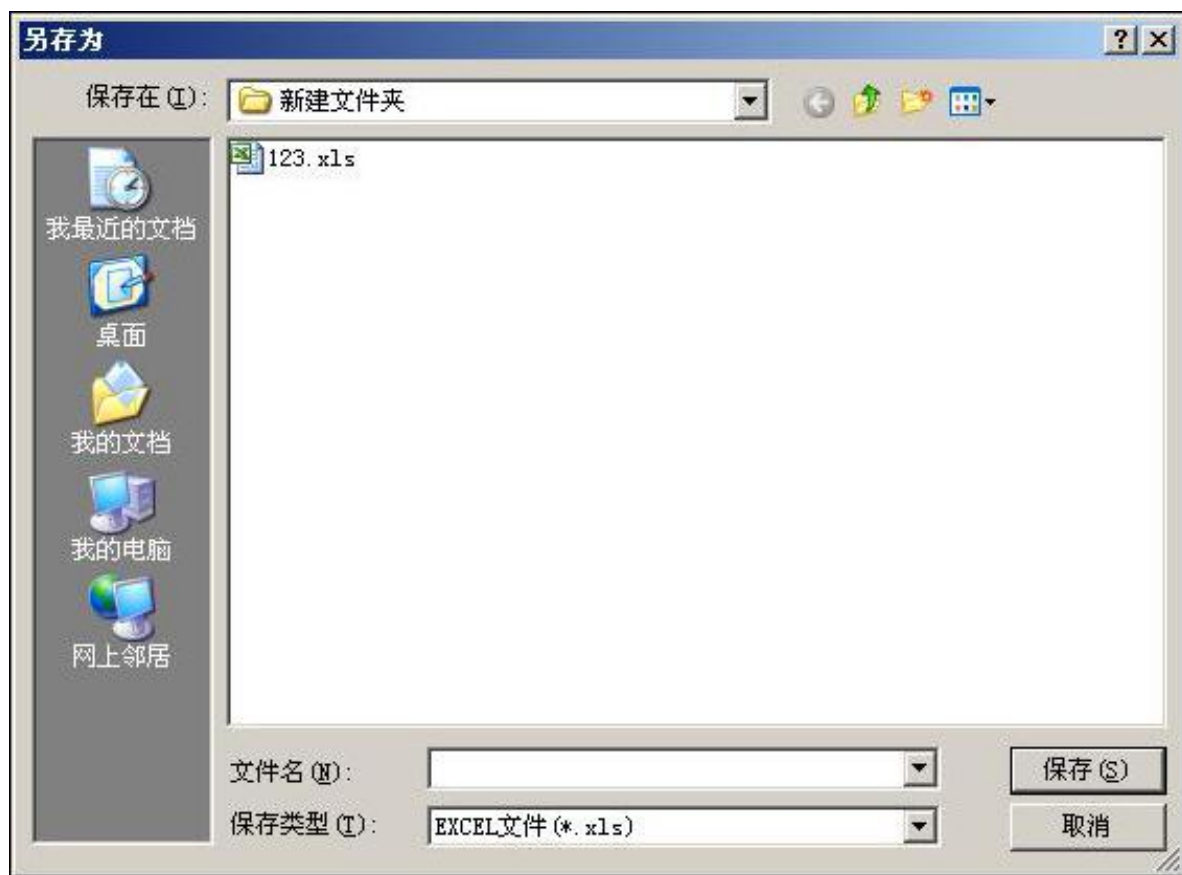 另存为
保存在(I):
新建文件夹
123.xls
我最近的文档
桌面
我的文档
我的电脑
网上邻居
文件名(N):
保存(S)
保存类型(T):
EXCEL文件(*.xls)
取消